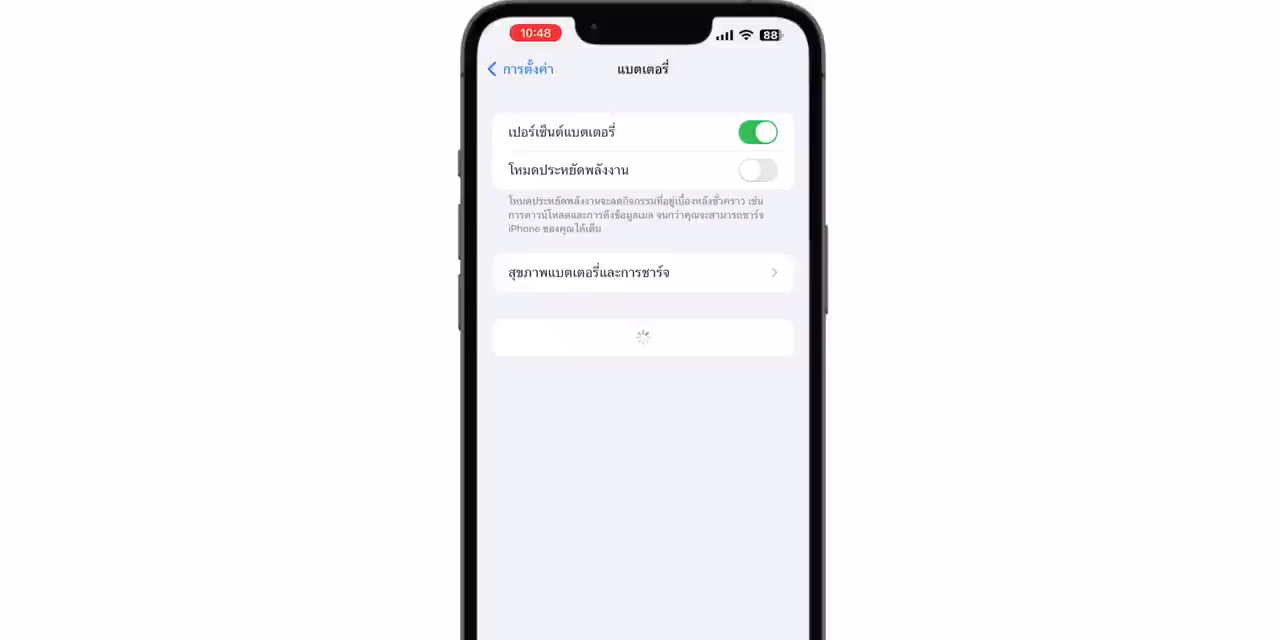 10:48
88
การตั้งค่า
แบตเตอรี่
เปอร์เซ็นต์แบตเตอรี่
โหมดประหยัดพลังงาน
โหมดประหยัดพลังงานจะลดกิจกรรมที่อยู่เบื้องหลังชั่วคราว เช่น
การดาวน์โหลดและการดึงข้อมูลเมล จนกว่าคุณจะสามารถชาร์จ
iPhone ของคุณได้เต็ม
สุขภาพแบตเตอรี่และการชาร์จ